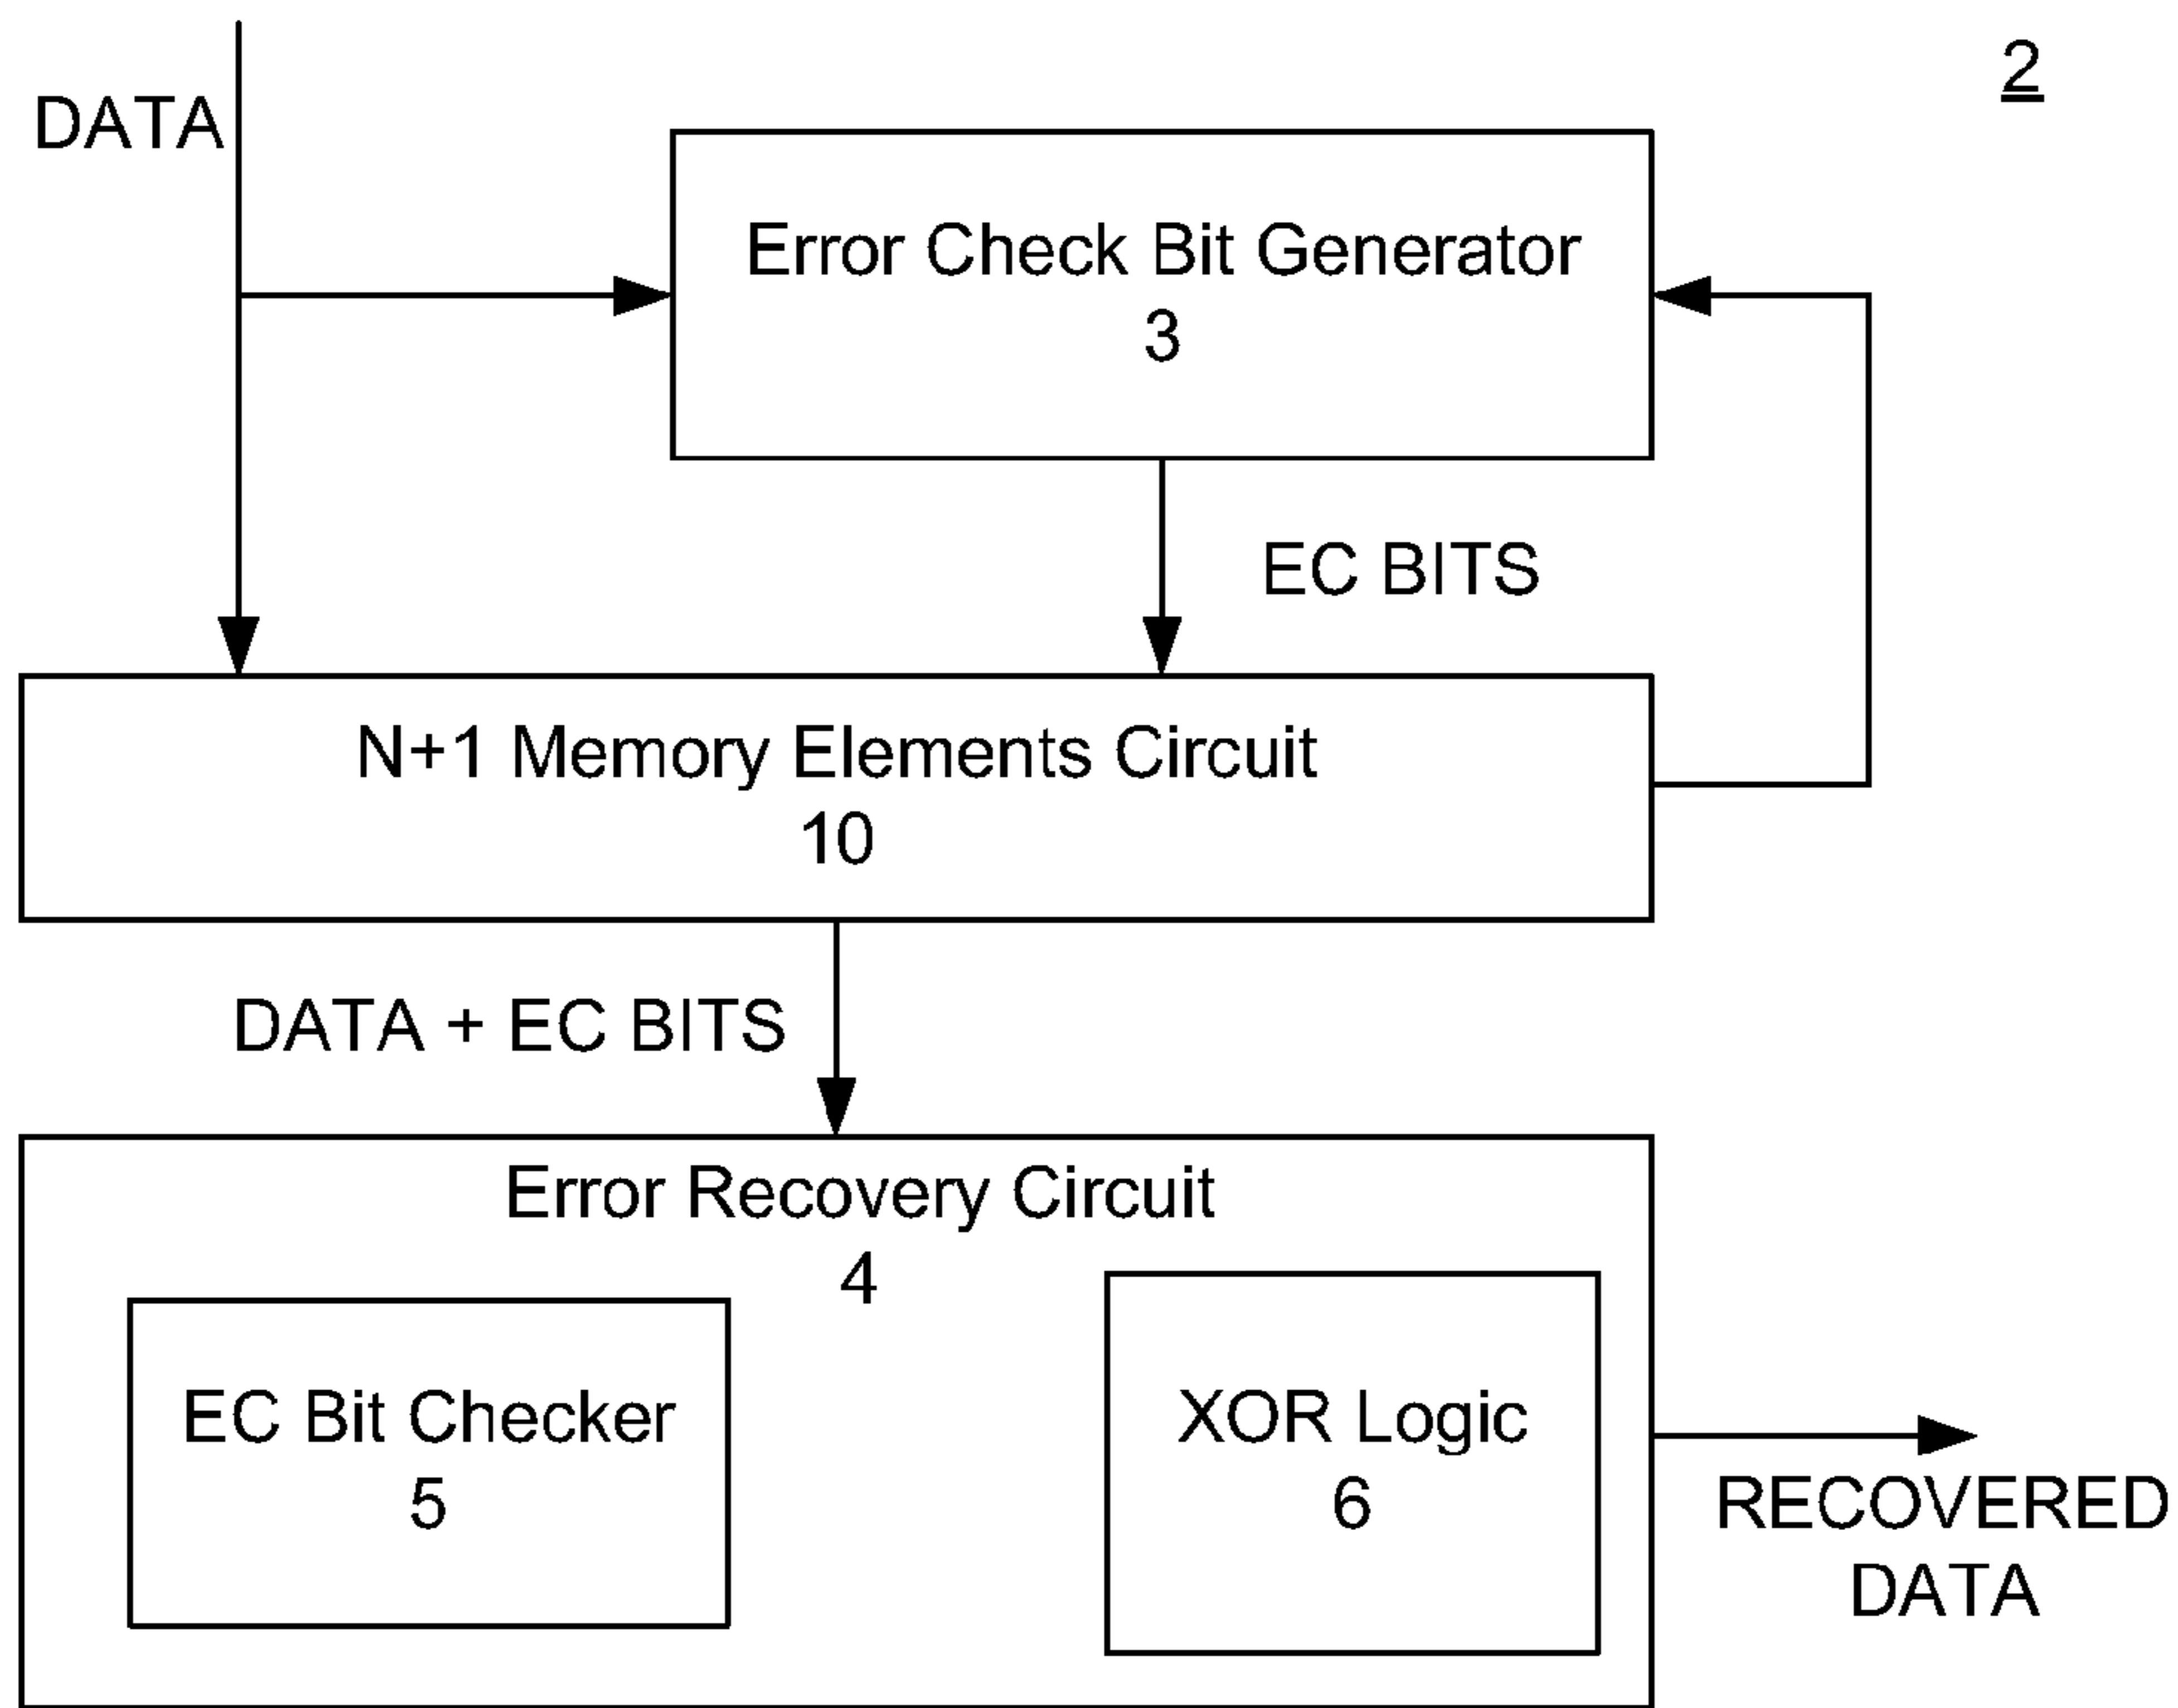 2
DATA
Error Check Bit Generator
3
EC BITS
N+1 Memory Elements Circuit
10
DATA + EC BITS
Error Recovery Circuit
4
EC Bit Checker
5
XOR Logic
6
RECOVERED
DATA